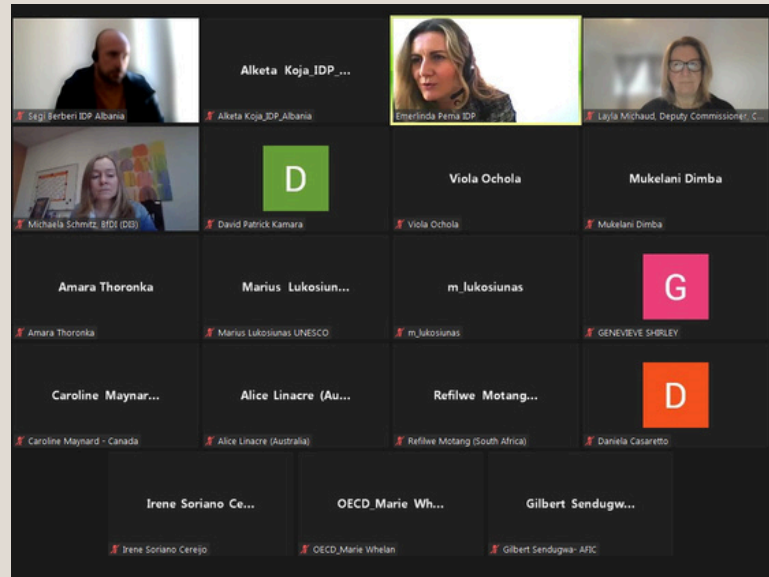 Segi Berberi IDP Albania
Alketa Koja_IDP_...
Alketa Koja_IDP_Albania
Emerlinda Pema IDP
Layla Michaud, Deputy Commissioner, C...
Michaela Schmitz, BfDI (DI3)
D
David Patrick Kamara
Viola Ochola
Viola Ochola
Mukelani Dimba
Mukelani Dimba
Amara Thoronka
Amara Thoronka
Marius Lukosiun...
Marius Lukosiunas UNESCO
m_lukosiunas
m_lukosiunas
G
GENEVIEVE SHIRLEY
Caroline Maynar...
Caroline Maynard - Canada
Alice Linacre (Au...
Alice Linacre (Australia)
Refilwe Motang...
Refilwe Motang (South Africa)
D
Daniela Casaretto
Irene Soriano Ce...
Irene Soriano Cereijo
OECD_Marie Wh...
OECD_Marie Whelan
Gilbert Sendugw...
Gilbert Sendugwa- AFIC